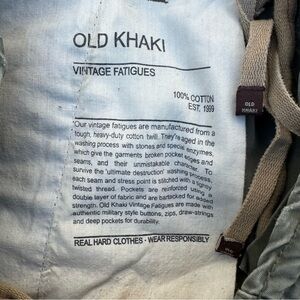 OLD KHAKI
VINTAGE FATIGUES
100% COTTON
EST. 1999
"Our vintage fatigues are manufactured from a
tough, heavy-duty cotton twill. They're aged in the
washing process with stones and special enzymes,
which give the garments broken pocket edges and
seams, and their unmistakable character. To
survive the 'ultimate destruction' washing process,
each seam and stress point is stitched with a tightly
twisted thread. Pockets are reinforced using a
double layer of fabric and are bartacked for added
strength. Old Khaki Vintage Fatigues are made with
authentic military style buttons, zips, draw-strings
and deep pockets for durability.
REAL HARD CLOTHES - WEAR RESPONSIBLY
OLD
KHAKI